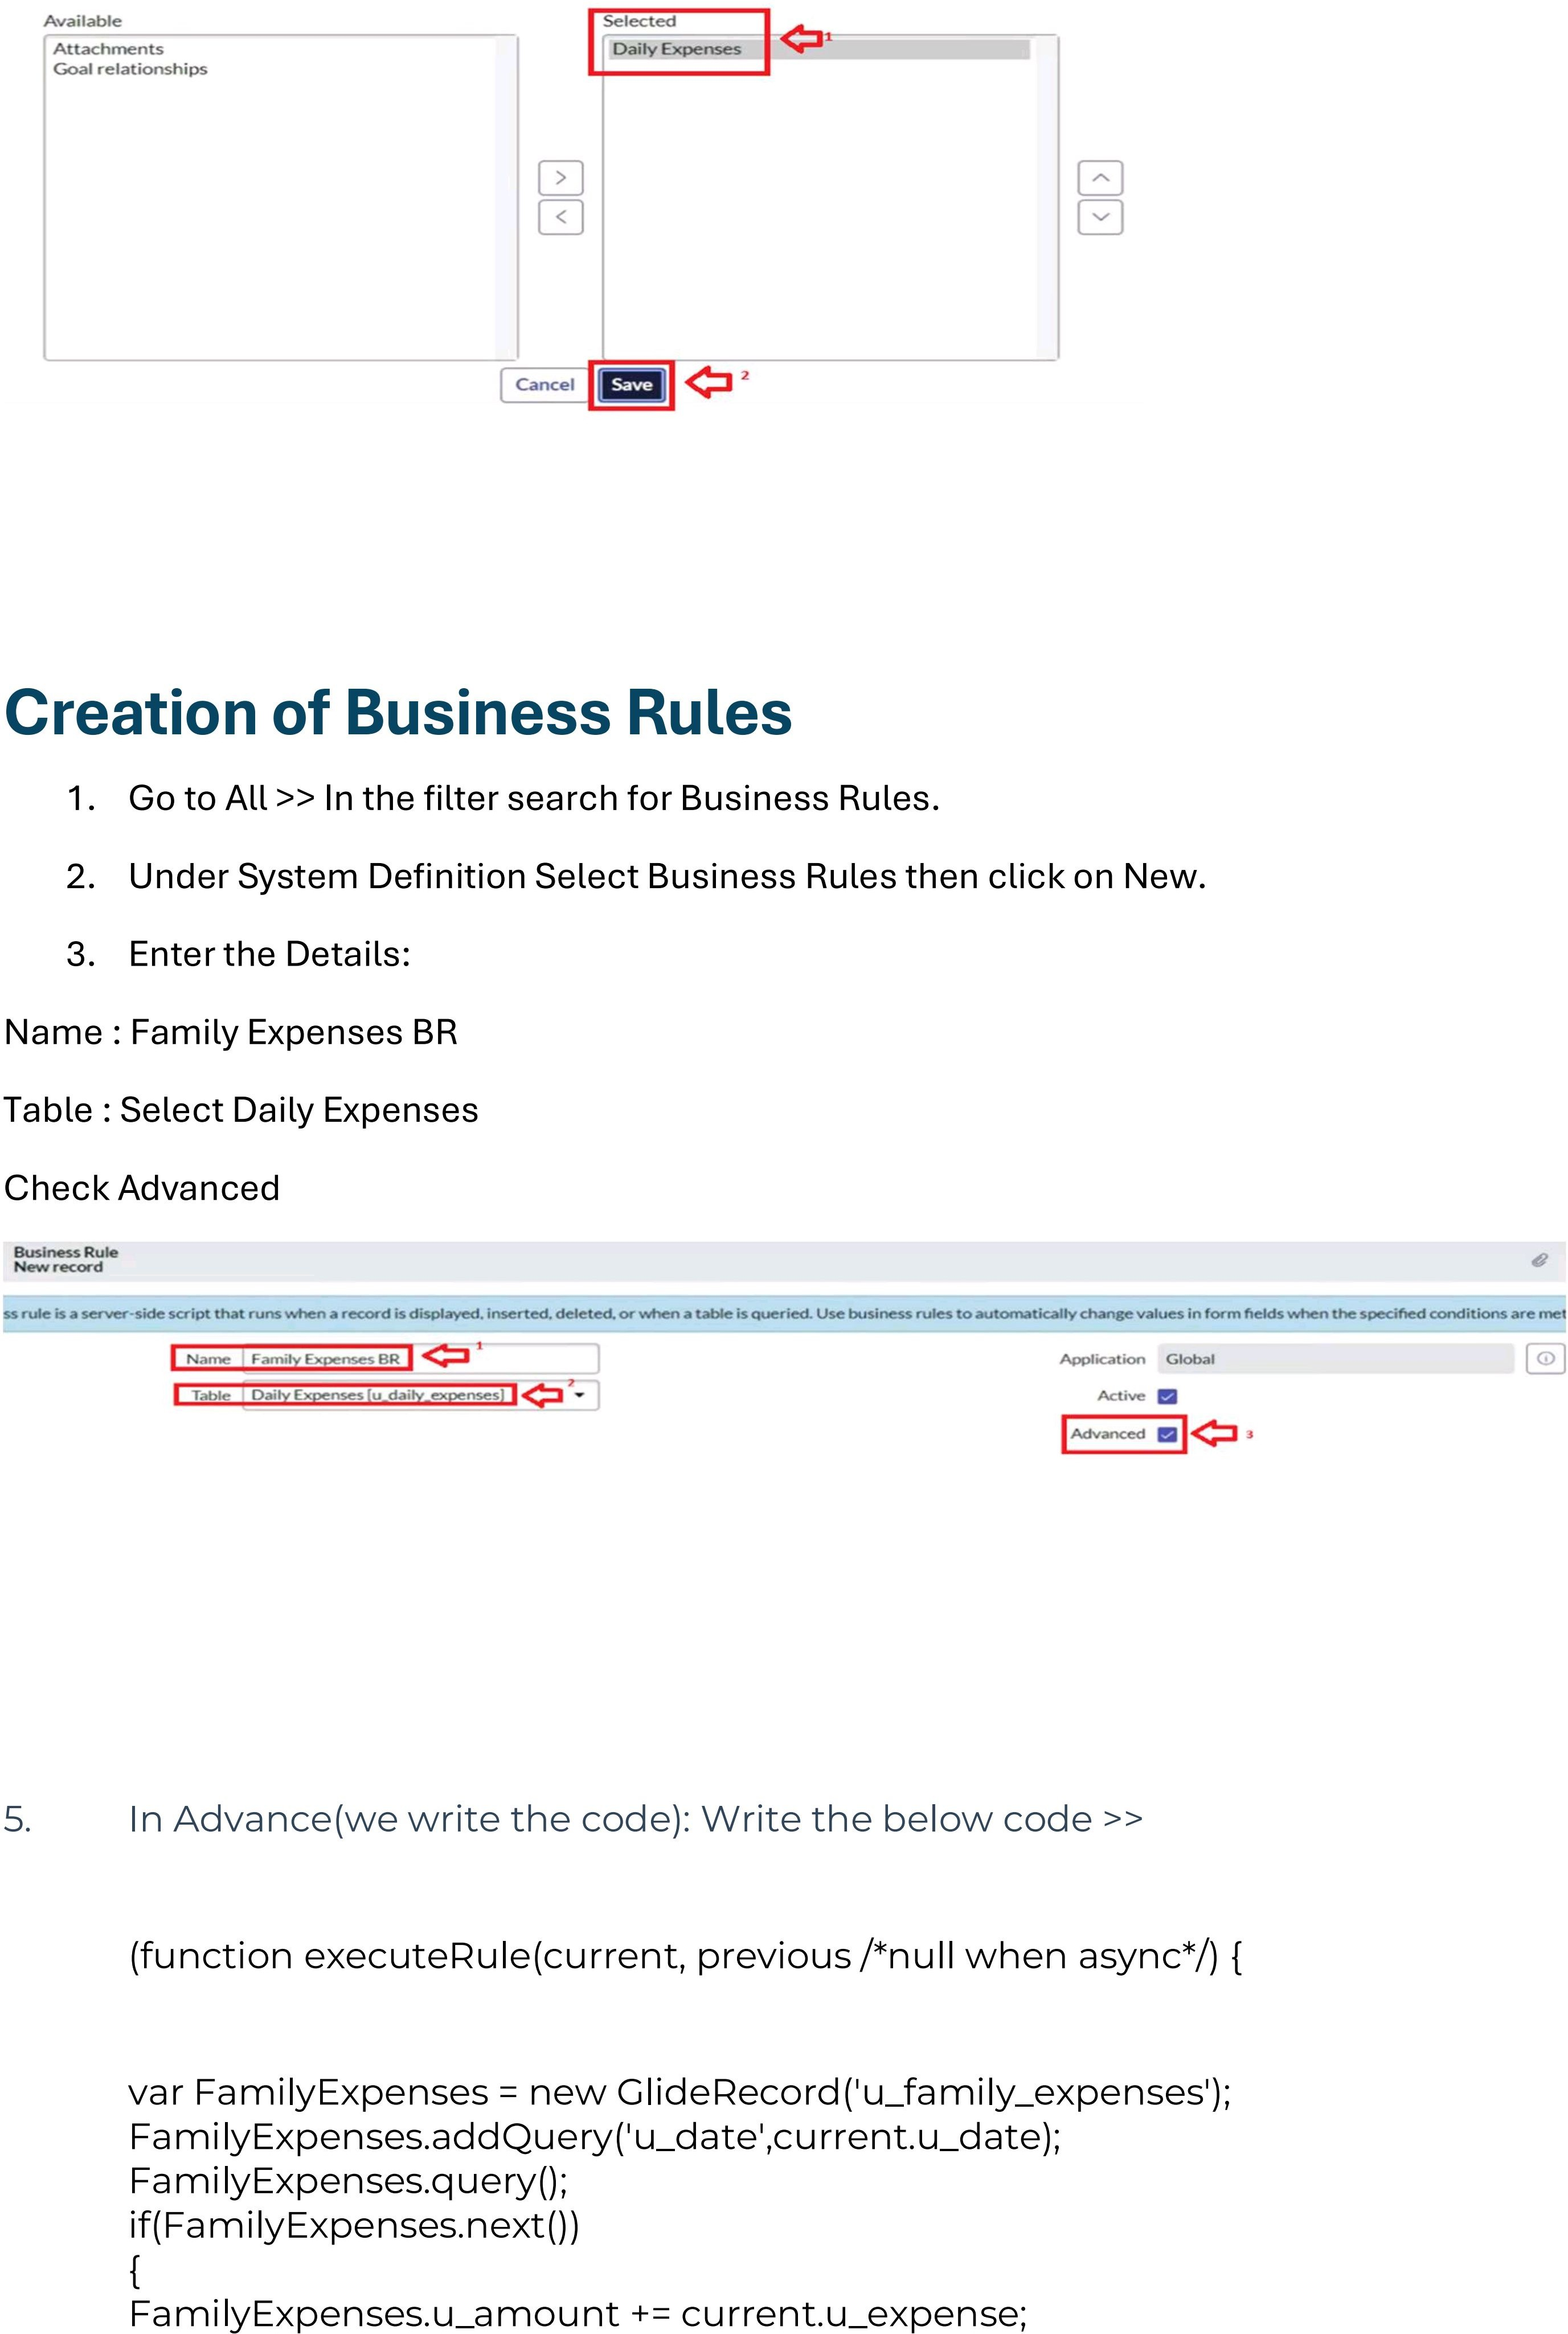 Available
Selected
Attachments
Goal relationships
Daily Expenses
1
>
<
Cancel
Save
2
Creation of Business Rules
1. Go to All >> In the filter search for Business Rules.
2. Under System Definition Select Business Rules then click on New.
3. Enter the Details:
Name : Family Expenses BR
Table : Select Daily Expenses
Check Advanced
Business Rule
New record
ss rule is a server-side script that runs when a record is displayed, inserted, deleted, or when a table is queried. Use business rules to automatically change values in form fields when the specified conditions are met
Name Family Expenses BR 1
Application Global
Table Daily Expenses [u_daily_expenses] 2
Active
Advanced 3
5. In Advance(we write the code): Write the below code >>
(function executeRule(current, previous /*null when async*/) {
var FamilyExpenses = new GlideRecord('u_family_expenses');
FamilyExpenses.addQuery('u_date',current.u_date);
FamilyExpenses.query();
if(FamilyExpenses.next())
{
FamilyExpenses.u_amount += current.u_expense;